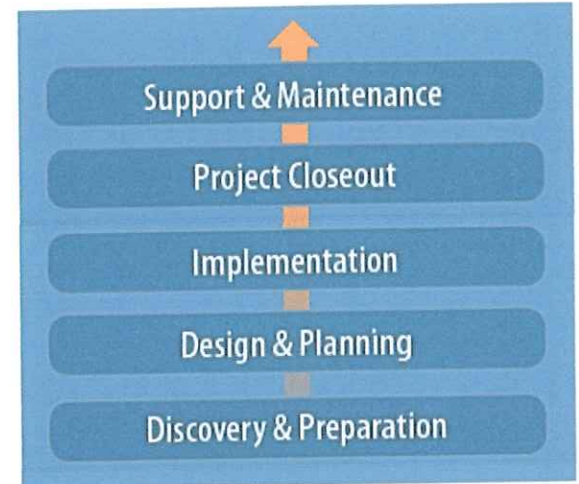 Support & Maintenance
Project Closeout
Implementation
Design & Planning
Discovery & Preparation